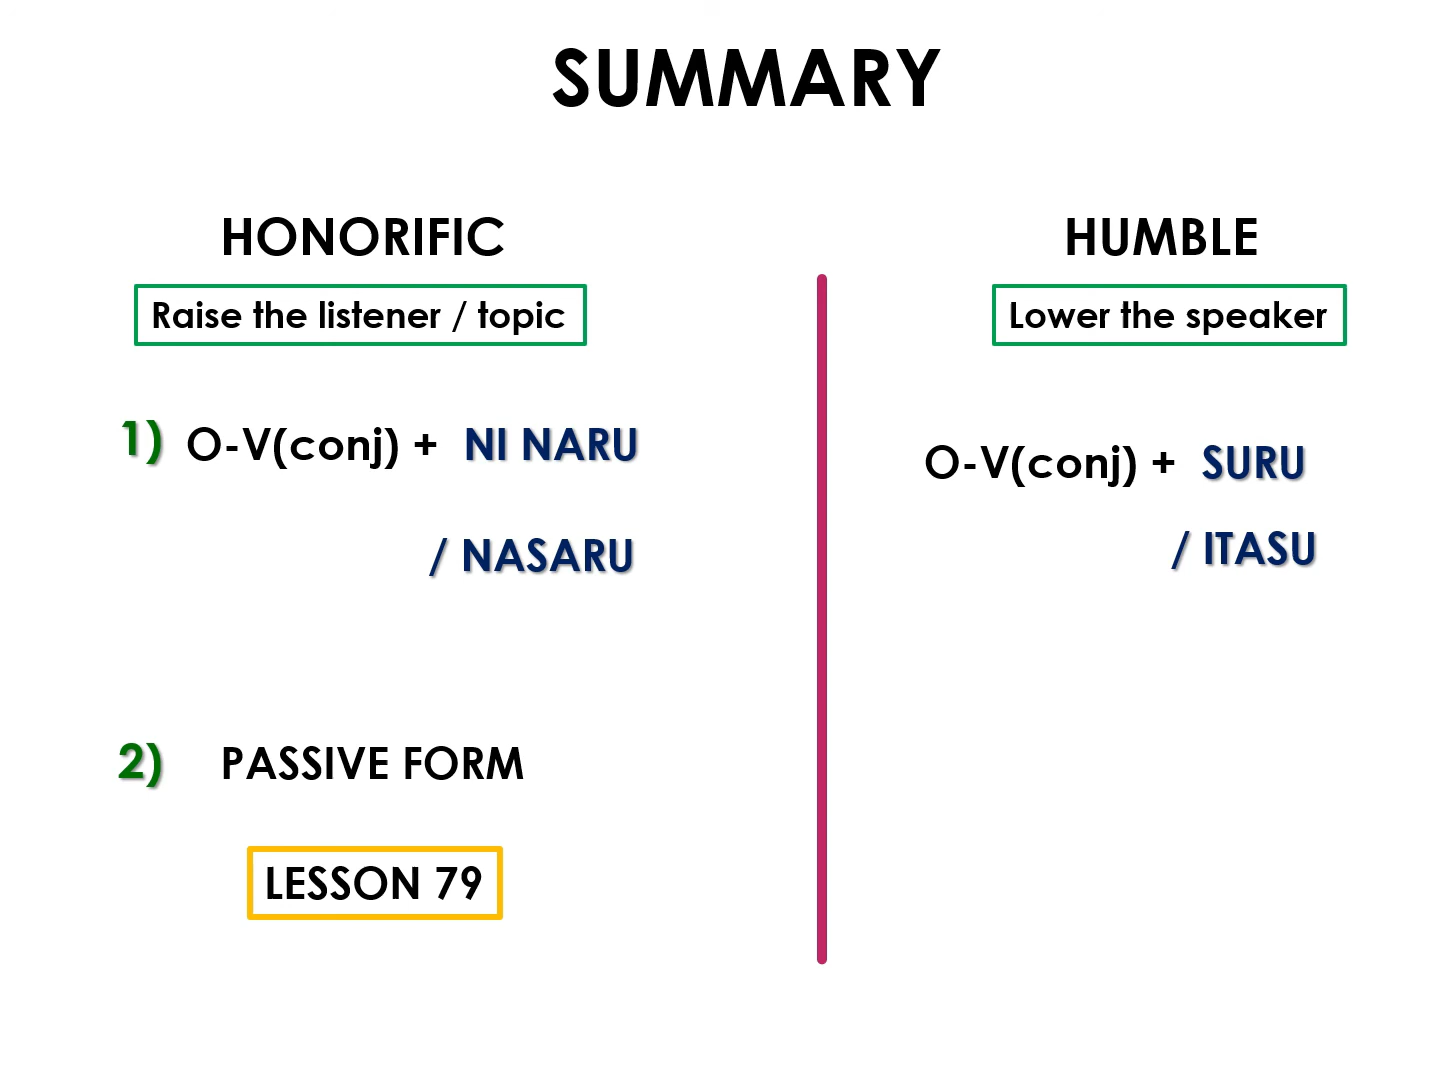 SUMMARY
HONORIFIC
Raise the listener / topic
1) O-V(conj) + NI NARU
/ NASARU
2) PASSIVE FORM
LESSON 79
HUMBLE
Lower the speaker
O-V(conj) + SURU
/ ITASU